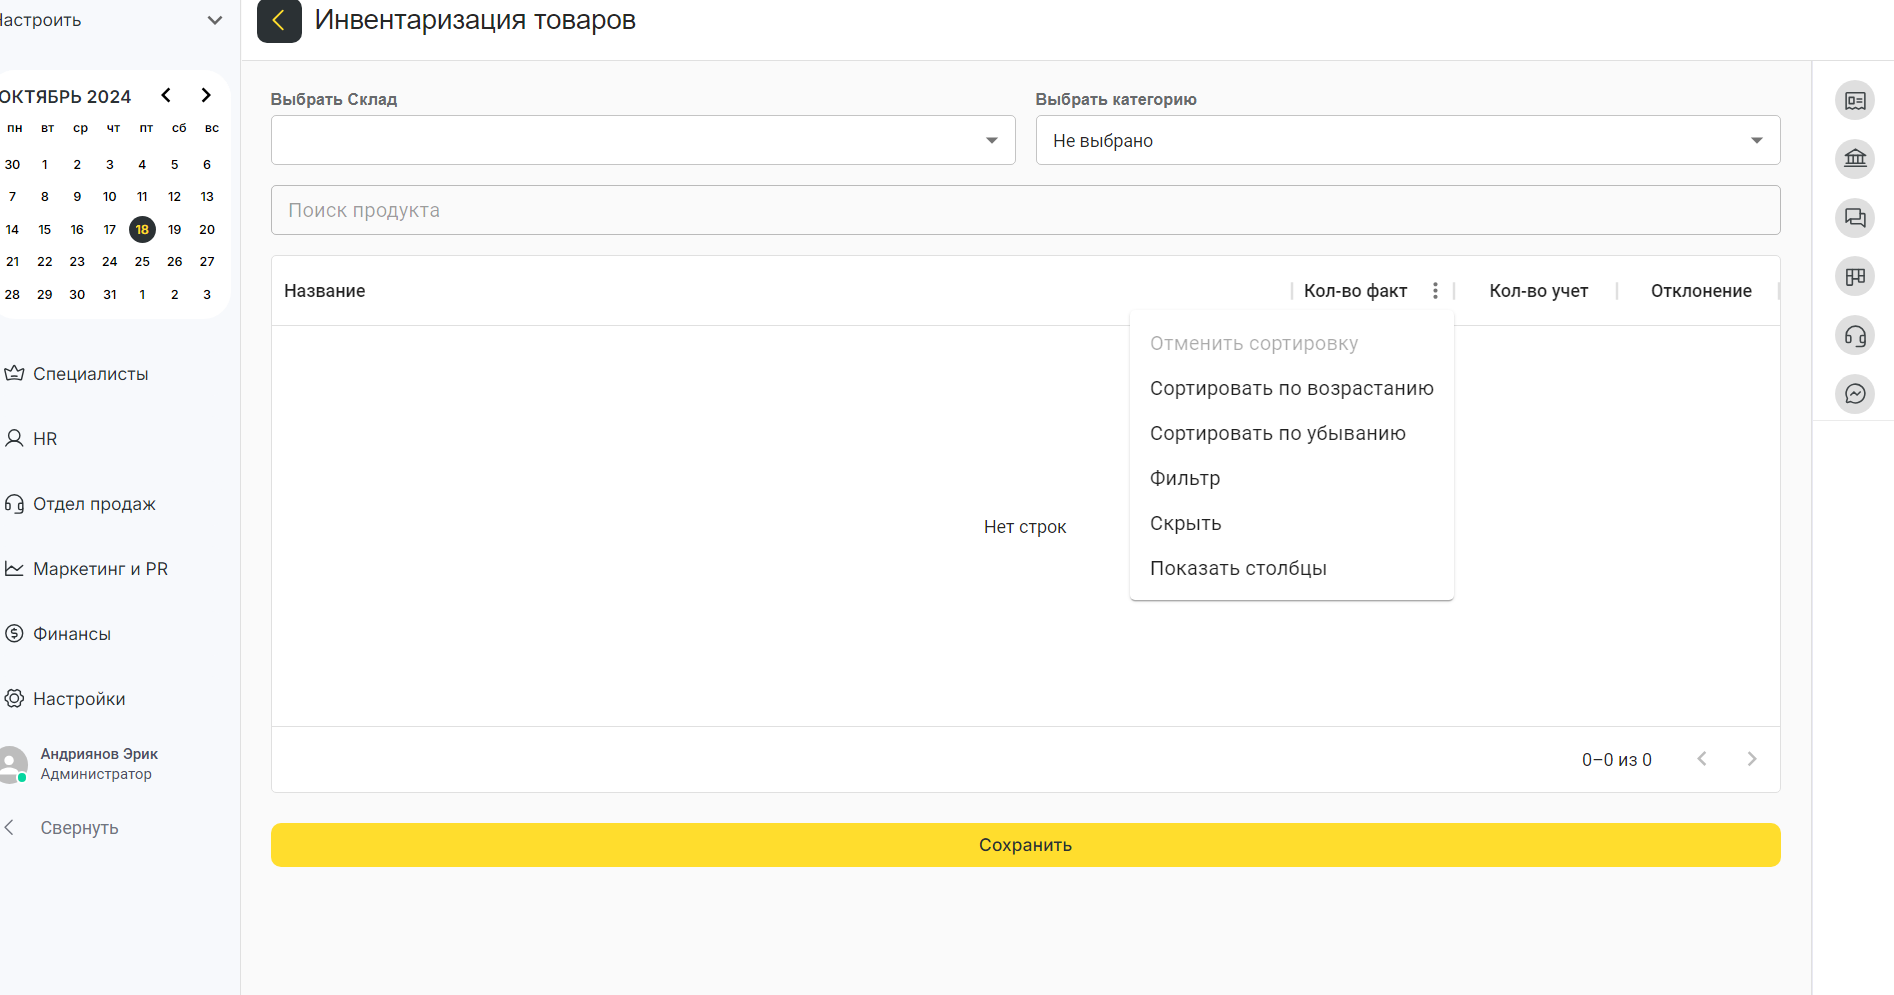 Настроить
Инвентаризация товаров
ОКТЯБРЬ 2024
пн вт ср чт пт сб вс
30 1 2 3 4 5 6
7 8 9 10 11 12 13
14 15 16 17 18 19 20
21 22 23 24 25 26 27
28 29 30 31 1 2 3
Специалисты
HR
Отдел продаж
Маркетинг и PR
Финансы
Настройки
Андриянов Эрик
Администратор
Свернуть
Выбрать Склад
Выбрать категорию
Не выбрано
Поиск продукта
Название Кол-во факт Кол-во учет Отклонение
Отменить сортировку
Сортировать по возрастанию
Сортировать по убыванию
Фильтр
Скрыть
Показать столбцы
Нет строк
0–0 из 0
Сохранить